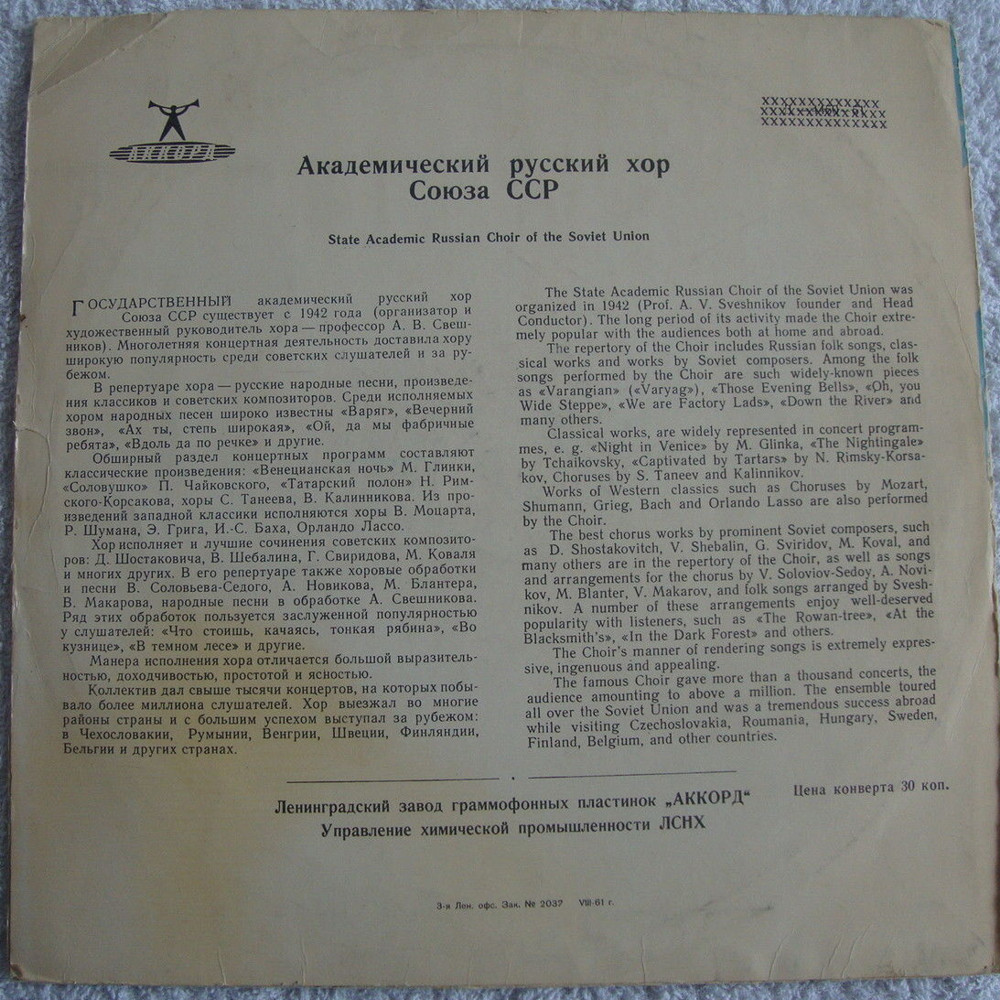 АККОРД
XXXXXXXXXXXXX
XXXXXXXXXXXXXX
XXXXXXXXXXXXXX
Академический русский хор
Союза ССР
State Academic Russian Choir of the Soviet Union
ГОСУДАРСТВЕННЫЙ академический русский хор
Союза ССР существует с 1942 года (организатор и
художественный руководитель хора — профессор А. В. Свеш-
ников). Многолетняя концертная деятельность доставила хору
широкую популярность среди советских слушателей и за ру-
бежом.
В репертуаре хора — русские народные песни, произведе-
ния классиков и советских композиторов. Среди исполняемых
хором народных песен широко известны «Варяг», «Вечерний
звон», «Ах ты, степь широкая», «Ой, да мы фабричные
ребята», «Вдоль да по речке» и другие.
Обширный раздел концертных программ составляют
классические произведения: «Венецианская ночь» М. Глинки,
«Соловушко» П. Чайковского, «Татарский полон» Н. Рим-
ского-Корсакова, хоры С. Танеева, В. Калинникова. Из про-
изведений западной классики исполняются хоры В. Моцарта,
Р. Шумана, Э. Грига, И.-С. Баха, Орландо Лассо.
Хор исполняет и лучшие сочинения советских композито-
ров: Д. Шостаковича, В. Шебалина, Г. Свиридова, М. Коваля
и многих других. В его репертуаре также хоровые обработки
и песни В. Соловьева-Седого, А. Новикова, М. Блантера,
В. Макарова, народные песни в обработке А. Свешникова.
Ряд этих обработок пользуется заслуженной популярностью
у слушателей: «Что стоишь, качаясь, тонкая рябина», «Во
кузнице», «В темном лесе» и другие.
Манера исполнения хора отличается большой выразитель-
ностью, доходчивостью, простотой и ясностью.
Коллектив дал свыше тысячи концертов, на которых побы-
вало более миллиона слушателей. Хор выезжал во многие
районы страны и с большим успехом выступал за рубежом:
в Чехословакии, Румынии, Венгрии, Швеции, Финляндии,
Бельгии и других странах.
The State Academic Russian Choir of the Soviet Union was
organized in 1942 (Prof. A. V. Sveshnikov founder and Head
Conductor). The long period of its activity made the Choir extre-
mely popular with the audiences both at home and abroad.
The repertory of the Choir includes Russian folk songs, clas-
sical works and works by Soviet composers. Among the folk
songs performed by the Choir are such widely-known pieces
as «Varangian» («Varyag»), «Those Evening Bells», «Oh, you
Wide Steppe», «We are Factory Lads», «Down the River» and
many others.
Classical works, are widely represented in concert program-
mes, e. g. «Night in Venice» by M. Glinka, «The Nightingale»
by Tchaikovsky, «Captivated by Tartars» by N. Rimsky-Korsa-
kov, Choruses by S. Taneev and Kalinnikov.
Works of Western classics such as Choruses by Mozart,
Shumann, Grieg, Bach and Orlando Lasso are also performed
by the Choir.
The best chorus works by prominent Soviet composers, such
as D. Shostakovitch, V. Shebalin, G. Sviridov, M. Koval, and
many others are in the repertory of the Choir, as well as songs
and arrangements for the chorus by V. Soloviov-Sedoy, A. Novi-
kov, M. Blanter, V. Makarov, and folk songs arranged by Svesh-
nikov. A number of these arrangements enjoy well-deserved
popularity with listeners, such as «The Rowan-tree», «At the
Blacksmith's», «In the Dark Forest» and others.
The Choir's manner of rendering songs is extremely expres-
sive, ingenuous and appealing.
The famous Choir gave more than a thousand concerts, the
audience amounting to above a million. The ensemble toured
all over the Soviet Union and was a tremendous success abroad
while visiting Czechoslovakia, Roumania, Hungary, Sweden,
Finland, Belgium, and other countries.
Ленинградский завод граммофонных пластинок „АККОРД“
Управление химической промышленности ЛСНХ
Цена конверта 30 коп.
3-я Лен. офс. Зак. № 2037 VIII-61 г.